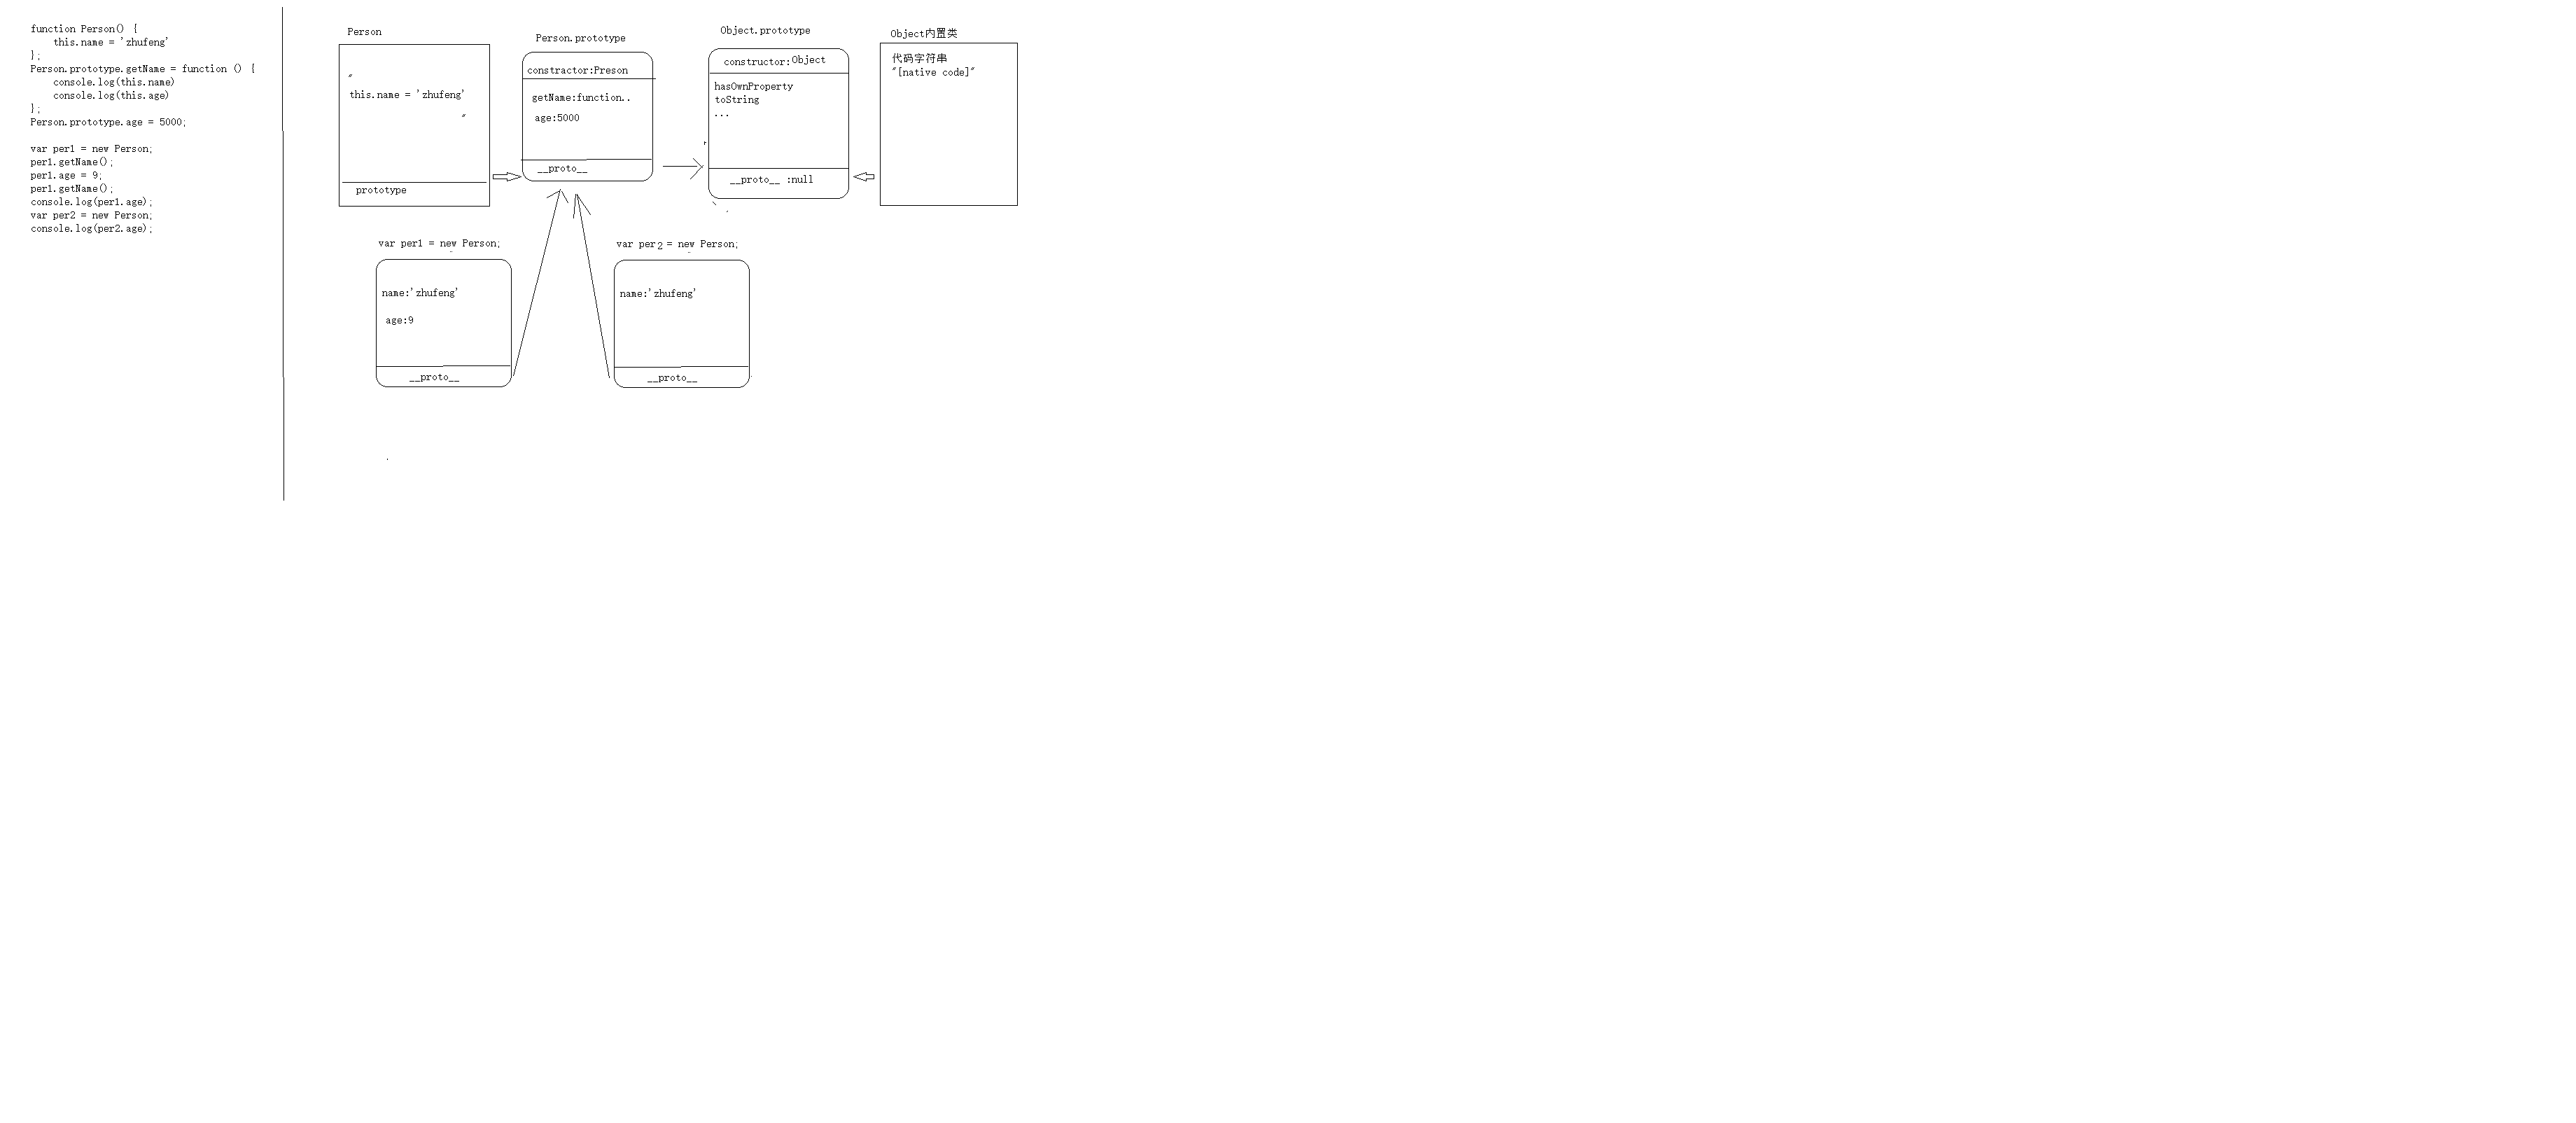 function Person() {
    this.name = 'zhufeng'
};
Person.prototype.getName = function () {
    console.log(this.name)
    console.log(this.age)
};
Person.prototype.age = 5000;
var per1 = new Person;
per1.getName();
per1.age = 9;
per1.getName();
console.log(per1.age);
var per2 = new Person;
console.log(per2.age);
Person
"
this.name = 'zhufeng'
"
prototype
Person.prototype
constractor:Preson
getName:function..
age:5000
__proto__
Object.prototype
constructor:Object
hasOwnProperty
toString
...
__proto__ :null
Object内置类
代码字符串
"[native code]"
var per1 = new Person;
name:'zhufeng'
age:9
__proto__
var per2 = new Person;
name:'zhufeng'
__proto__